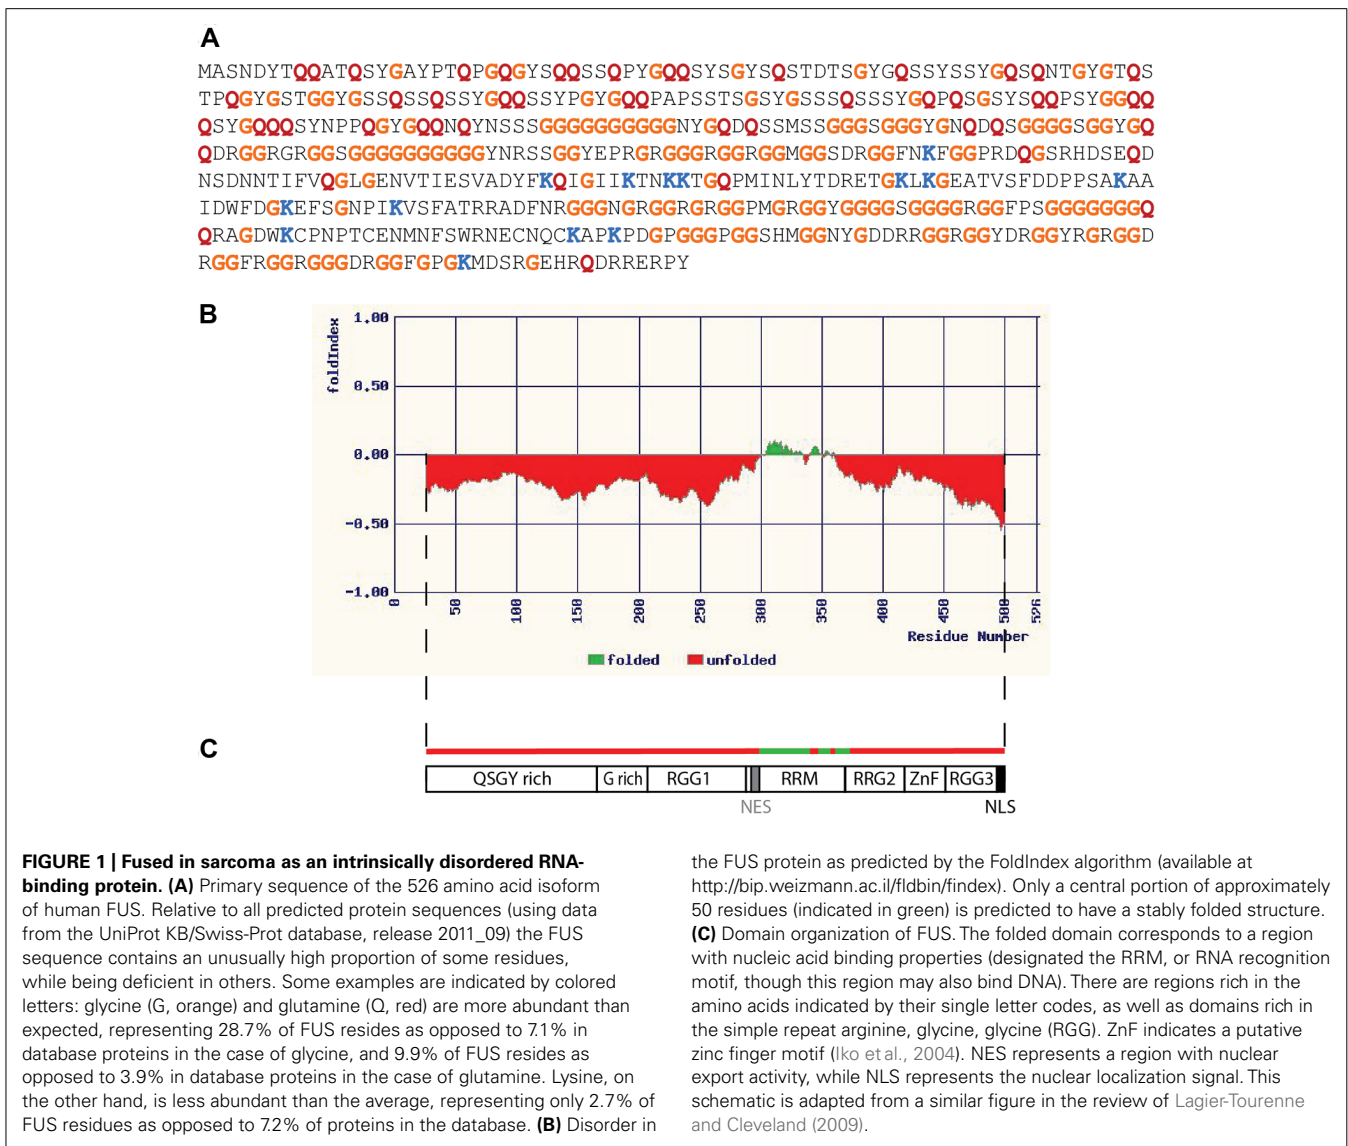 A
MASNDYTQQATQSYGAYPTQPGQGYSQQSSQPYGQQSYSGYSQSTDTSGYGQSSYSSYGQSQNTGYGTQS
TPQGYGSTGGYGSSQSSQSSYGQQSSYPGYGQQPAPSSTSGSYGSSSQSSSYGQPQSGSYSQQPSYGGQQ
QSYGQQQSYNPPQGYGQQNQYNSSSGGGGGGGGGGNYGQDQSSMSSGGGSGGGYGNQDQSGGGGSGGYGQ
QDRGGRGRGGSGGGGGGGGGGYNRSSGGYEPRGRGGGRGGRGGMGGSDRGGFNKFGGPRDQGSRHDSEQD
NSDNNTIFVQGLGENVTIESVADYFKQIGIIKTNKKTGQPMINLYTDRETGKLKGEATVSFDDPPSAKAA
IDWFDGKEFSGNPIKVSFATRRADFNRGGGNGRGGRGRGGPMGRGGYGGGGSGGGGRGGFPSGGGGGGGQ
QRAGDWKCPNPTCENMNFSWRNECNQCKAPKPDGPGGGPGGSHMGGNYGDDRRGGRGGYDRGGYRGRGGD
RGGFRGGRGGGDRGGFGPGKMDSRGEHRQDRRERPY
B
foldIndex
1.00
0.50
0.00
-0.50
-1.00
0 50 100 150 200 250 300 350 400 450 500 526
Residue Number
folded unfolded
C
QSGY rich G rich RGG1 RRM RRG2 ZnF RGG3
NES NLS
FIGURE 1 | Fused in sarcoma as an intrinsically disordered RNA-
binding protein. (A) Primary sequence of the 526 amino acid isoform
of human FUS. Relative to all predicted protein sequences (using data
from the UniProt KB/Swiss-Prot database, release 2011_09) the FUS
sequence contains an unusually high proportion of some residues,
while being deficient in others. Some examples are indicated by colored
letters: glycine (G, orange) and glutamine (Q, red) are more abundant than
expected, representing 28.7% of FUS resides as opposed to 7.1% in
database proteins in the case of glycine, and 9.9% of FUS resides as
opposed to 3.9% in database proteins in the case of glutamine. Lysine, on
the other hand, is less abundant than the average, representing only 2.7% of
FUS residues as opposed to 7.2% of proteins in the database. (B) Disorder in
the FUS protein as predicted by the FoldIndex algorithm (available at
http://bip.weizmann.ac.il/fldbin/findex). Only a central portion of approximately
50 residues (indicated in green) is predicted to have a stably folded structure.
(C) Domain organization of FUS. The folded domain corresponds to a region
with nucleic acid binding properties (designated the RRM, or RNA recognition
motif, though this region may also bind DNA). There are regions rich in the
amino acids indicated by their single letter codes, as well as domains rich in
the simple repeat arginine, glycine, glycine (RGG). ZnF indicates a putative
zinc finger motif (Iko et al., 2004). NES represents a region with nuclear
export activity, while NLS represents the nuclear localization signal. This
schematic is adapted from a similar figure in the review of Lagier-Tourenne
and Cleveland (2009).